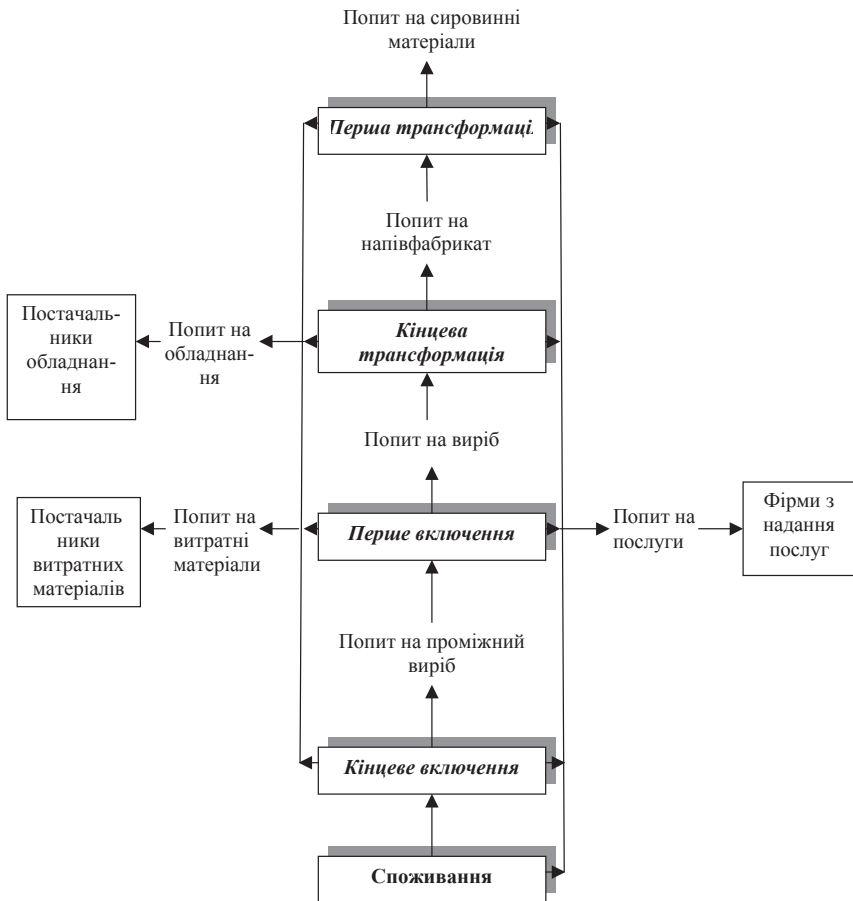 Попит на сировинні
матеріали
Перша трансформаці
Попит на
напівфабрикат
Постачаль-
ники
обладнан-
ня
Попит на
обладнан-
ня
Кінцева
трансформація
Попит на виріб
Постачаль
ники
витратних
матеріалів
Попит на
витратні
матеріали
Перше включення
Попит на
послуги
Фірми з
надання
послуг
Попит на проміжний
виріб
Кінцеве включення
Споживання